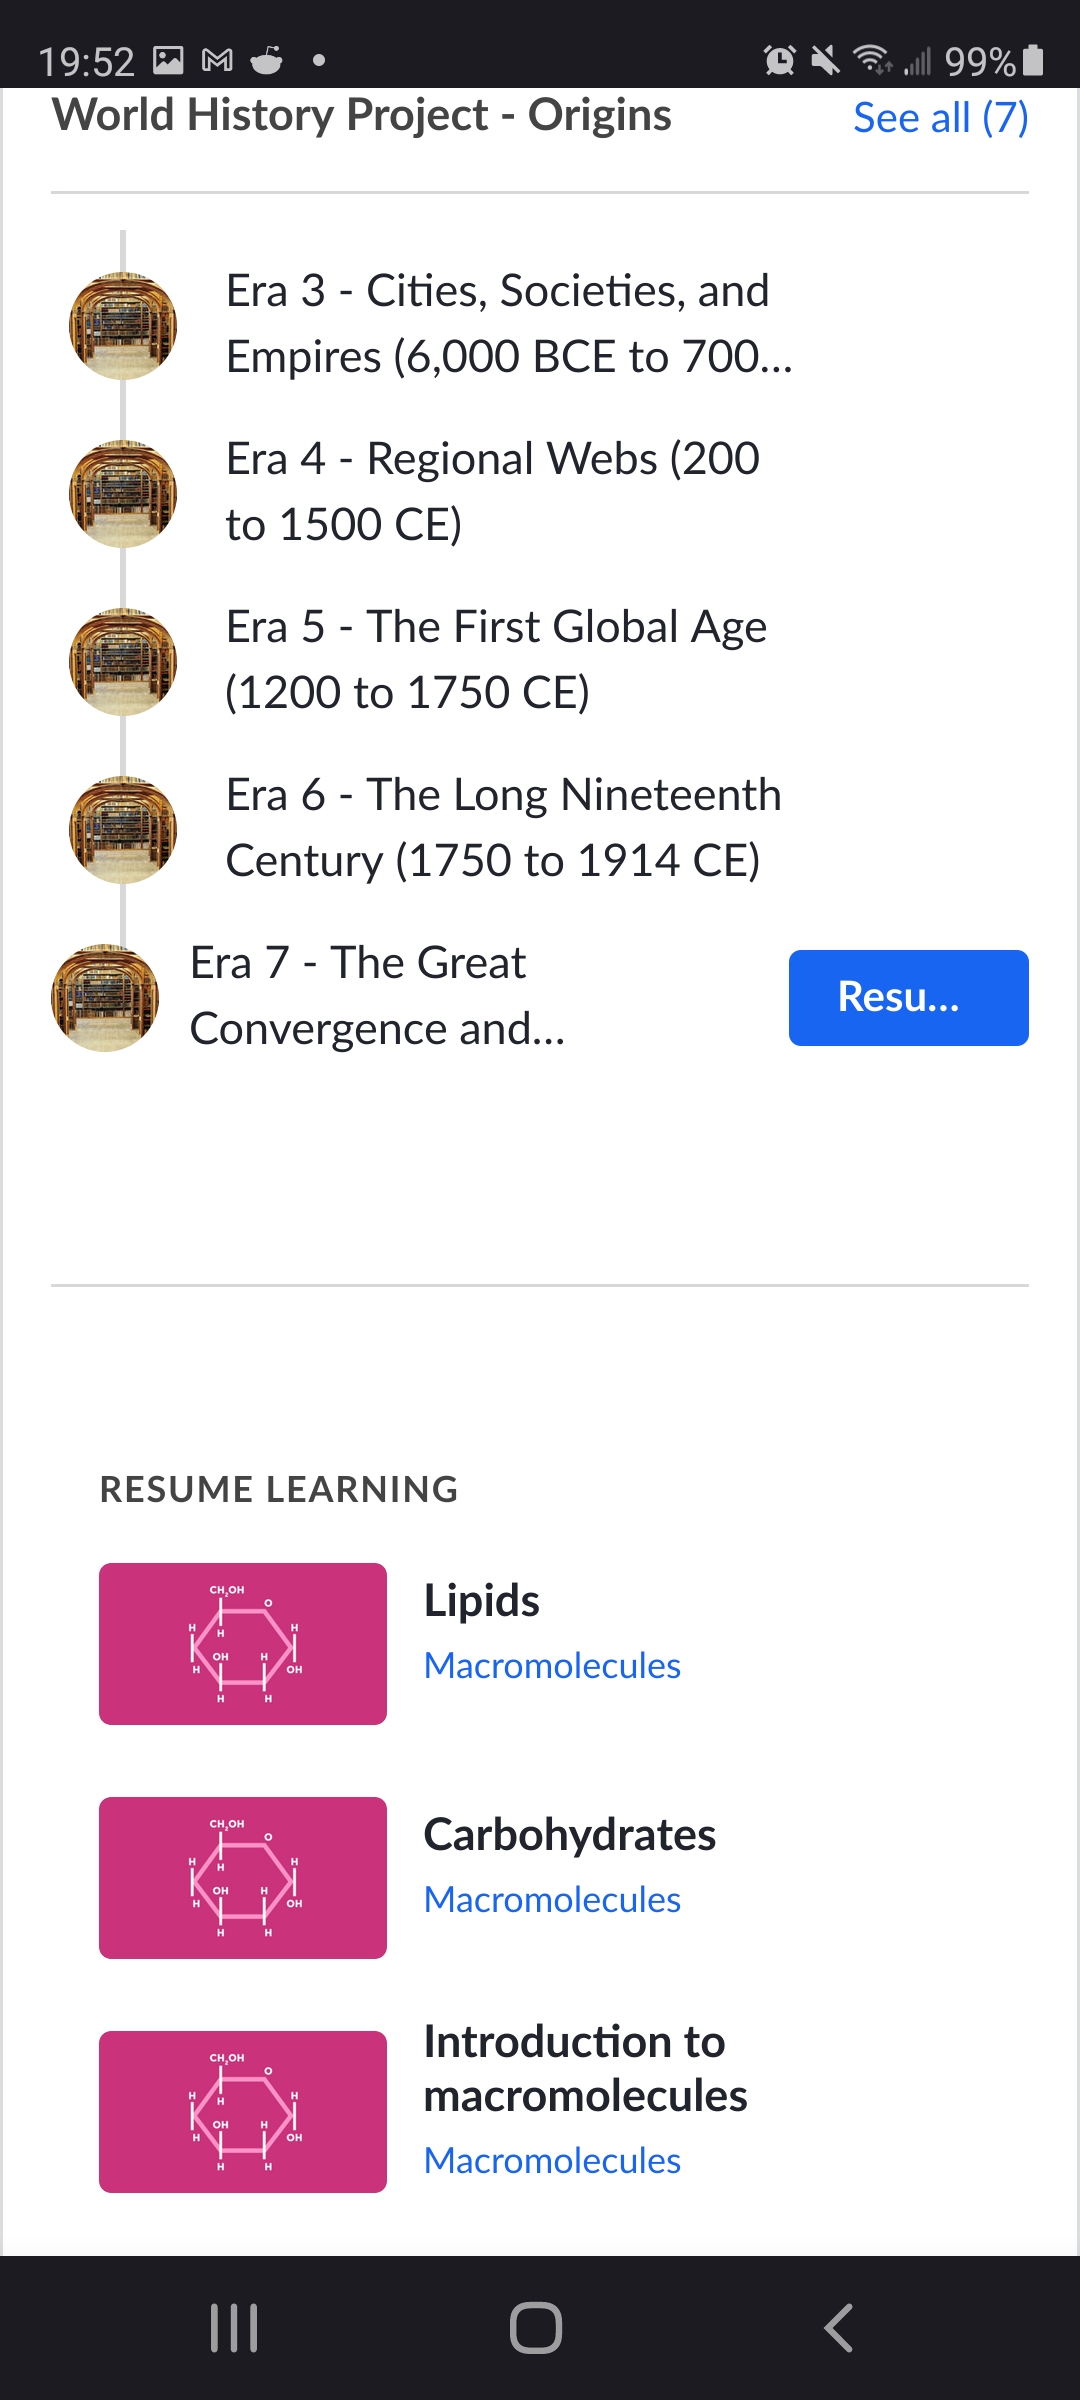 19:52
99%
World History Project - Origins
See all (7)
Era 3 - Cities, Societies, and
Empires (6,000 BCE to 700...
Era 4 - Regional Webs (200
to 1500 CE)
Era 5 - The First Global Age
(1200 to 1750 CE)
Era 6 - The Long Nineteenth
Century (1750 to 1914 CE)
Era 7 - The Great
Convergence and...
Resu...
RESUME LEARNING
CH₂OH
O
H
H
H
OH
H
H
OH
H
H
Lipids
Macromolecules
CH₂OH
O
H
H
H
OH
H
H
OH
H
H
Carbohydrates
Macromolecules
CH₂OH
O
H
H
H
OH
H
H
OH
H
H
Introduction to
macromolecules
Macromolecules